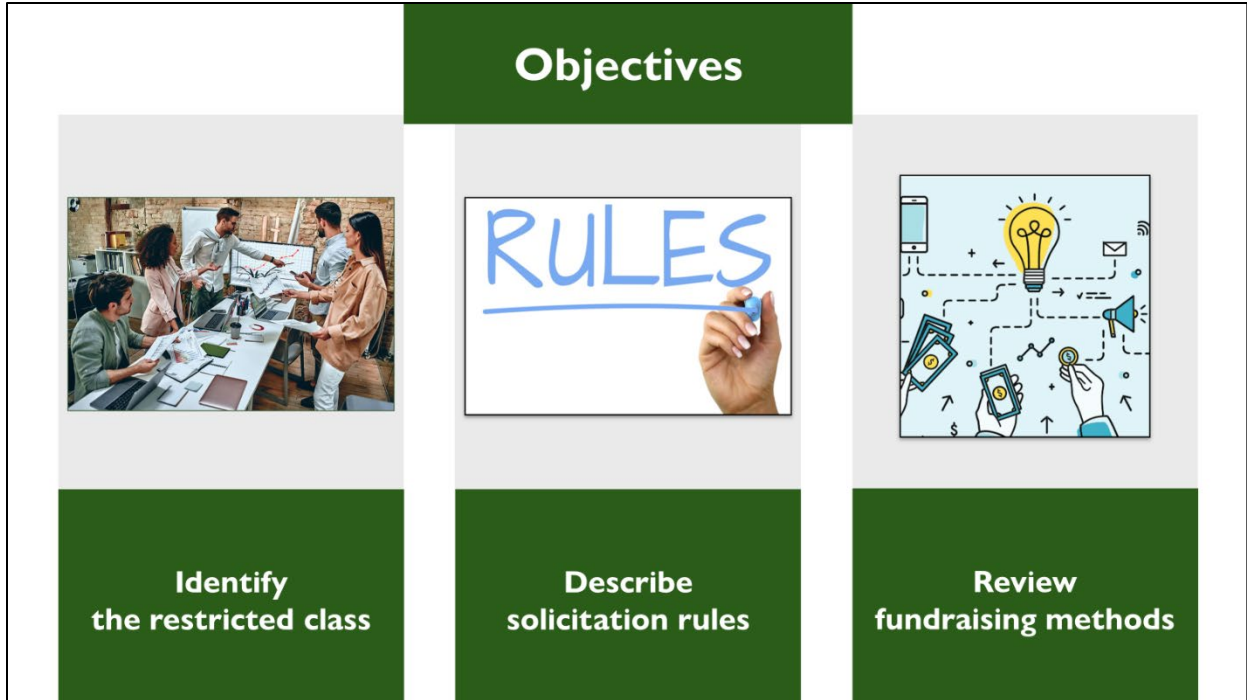 Objectives
RULES
Identify
the restricted class
Describe
solicitation rules
Review
fundraising methods